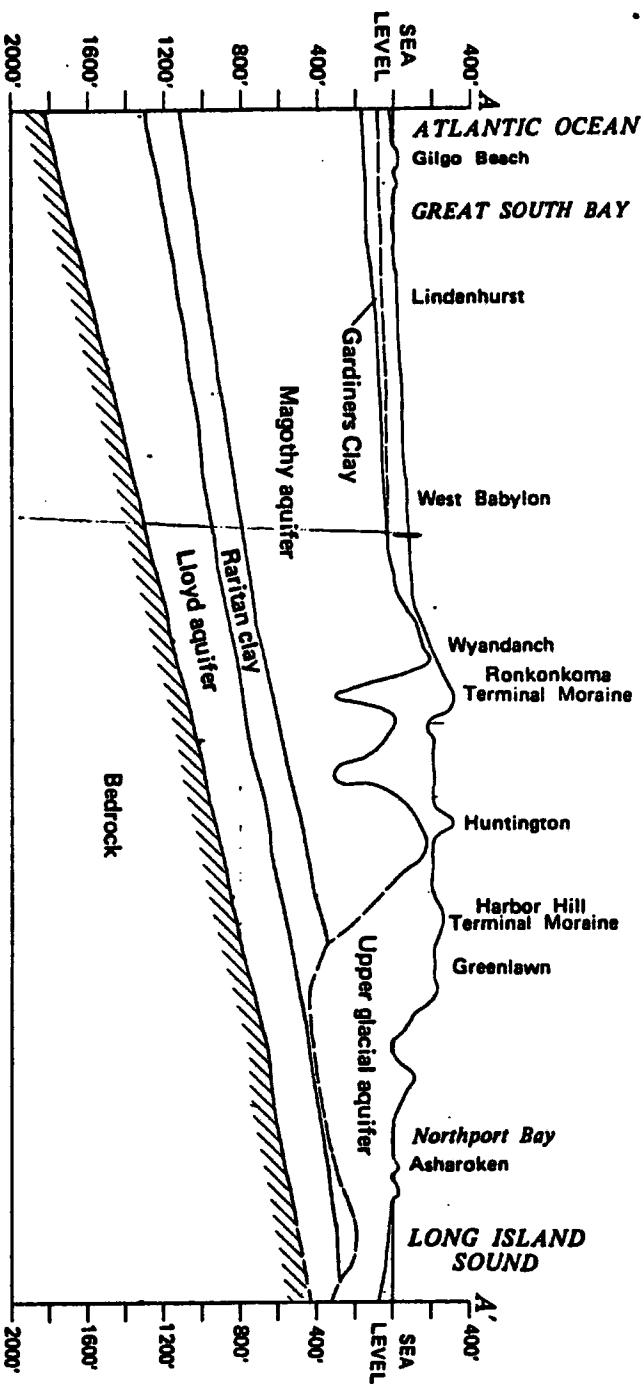 A
400'
SEA
LEVEL
400'
800'
1200'
1600'
2000'
ATLANTIC OCEAN
Gilgo Beach
GREAT SOUTH BAY
Lindenhurst
West Babylon
Wyandanch
Ronkonkoma
Terminal Moraine
Huntington
Harbor Hill
Terminal Moraine
Greenlawn
Northport Bay
Asharoken
LONG ISLAND
SOUND
Gardiners Clay
Magothy aquifer
Upper glacial aquifer
Raritan clay
Lloyd aquifer
Bedrock
A'
400'
SEA
LEVEL
400'
800'
1200'
1600'
2000'